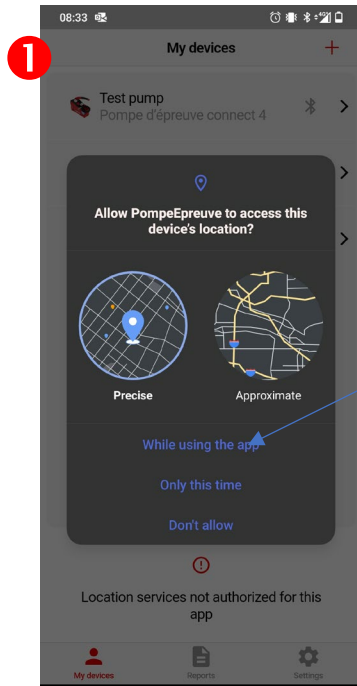 08:33
My devices
+
1
Test pump
Pompe d'épreuve connect 4
Allow PompeEpreuve to access this
device's location?
Precise
Approximate
While using the app
Only this time
Don't allow
Location services not authorized for this
app
My devices
Reports
Settings